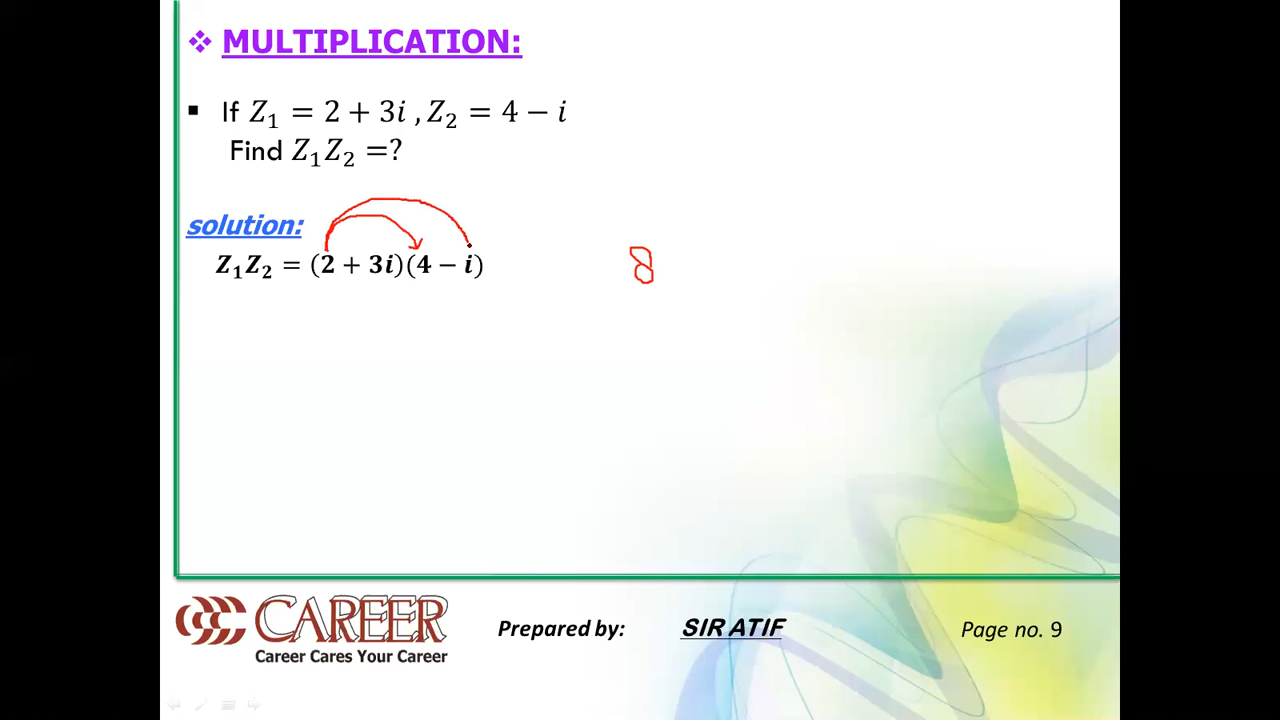 ❖ MULTIPLICATION:
▪ If Z₁ = 2 + 3i , Z₂ = 4 − i
Find Z₁Z₂ =?
solution:
Z₁Z₂ = (2 + 3i)(4 − i) 8
CAREER
Career Cares Your Career
Prepared by: SIR ATIF Page no. 9